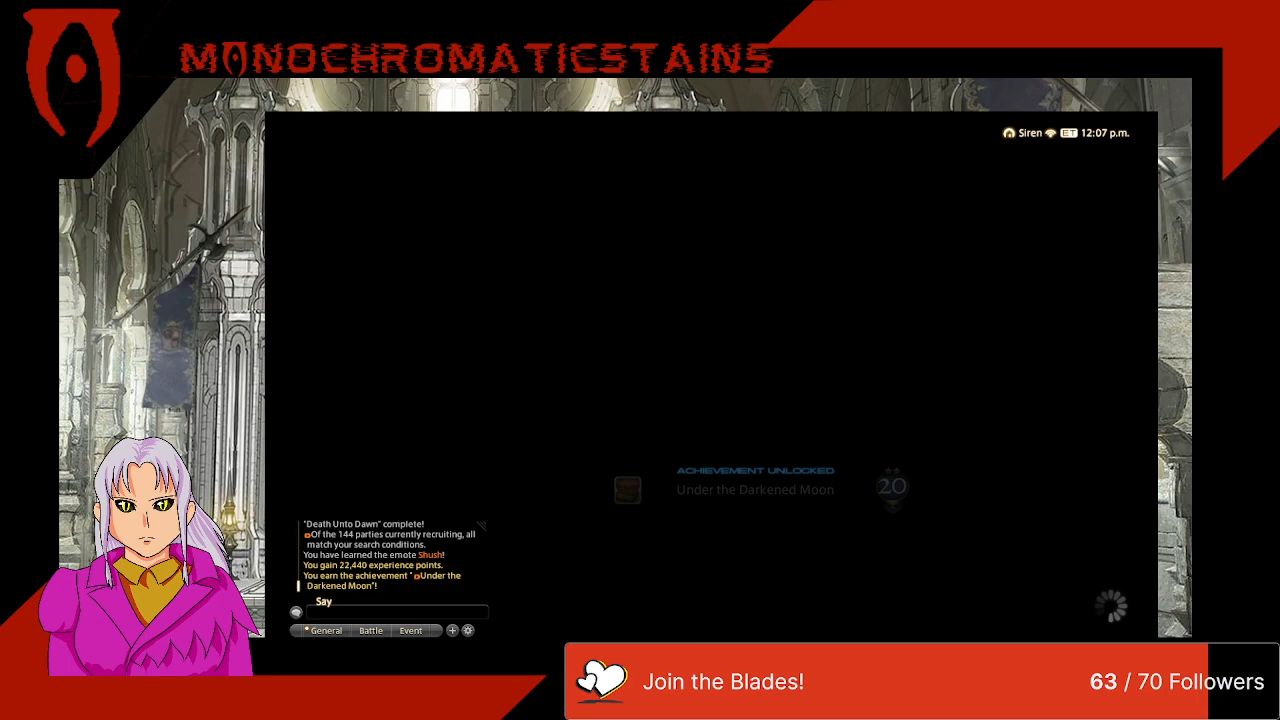 MONOCHROMATICSTAINS
Siren ET 12:07 p.m.
ACHIEVEMENT UNLOCKED
Under the Darkened Moon
20
"Death Unto Dawn" complete!
Of the 144 parties currently recruiting, all
match your search conditions.
You have learned the emote Shush!
You gain 22,440 experience points.
You earn the achievement "Under the
Darkened Moon"!
Say
General Battle Event
Join the Blades! 63 / 70 Followers